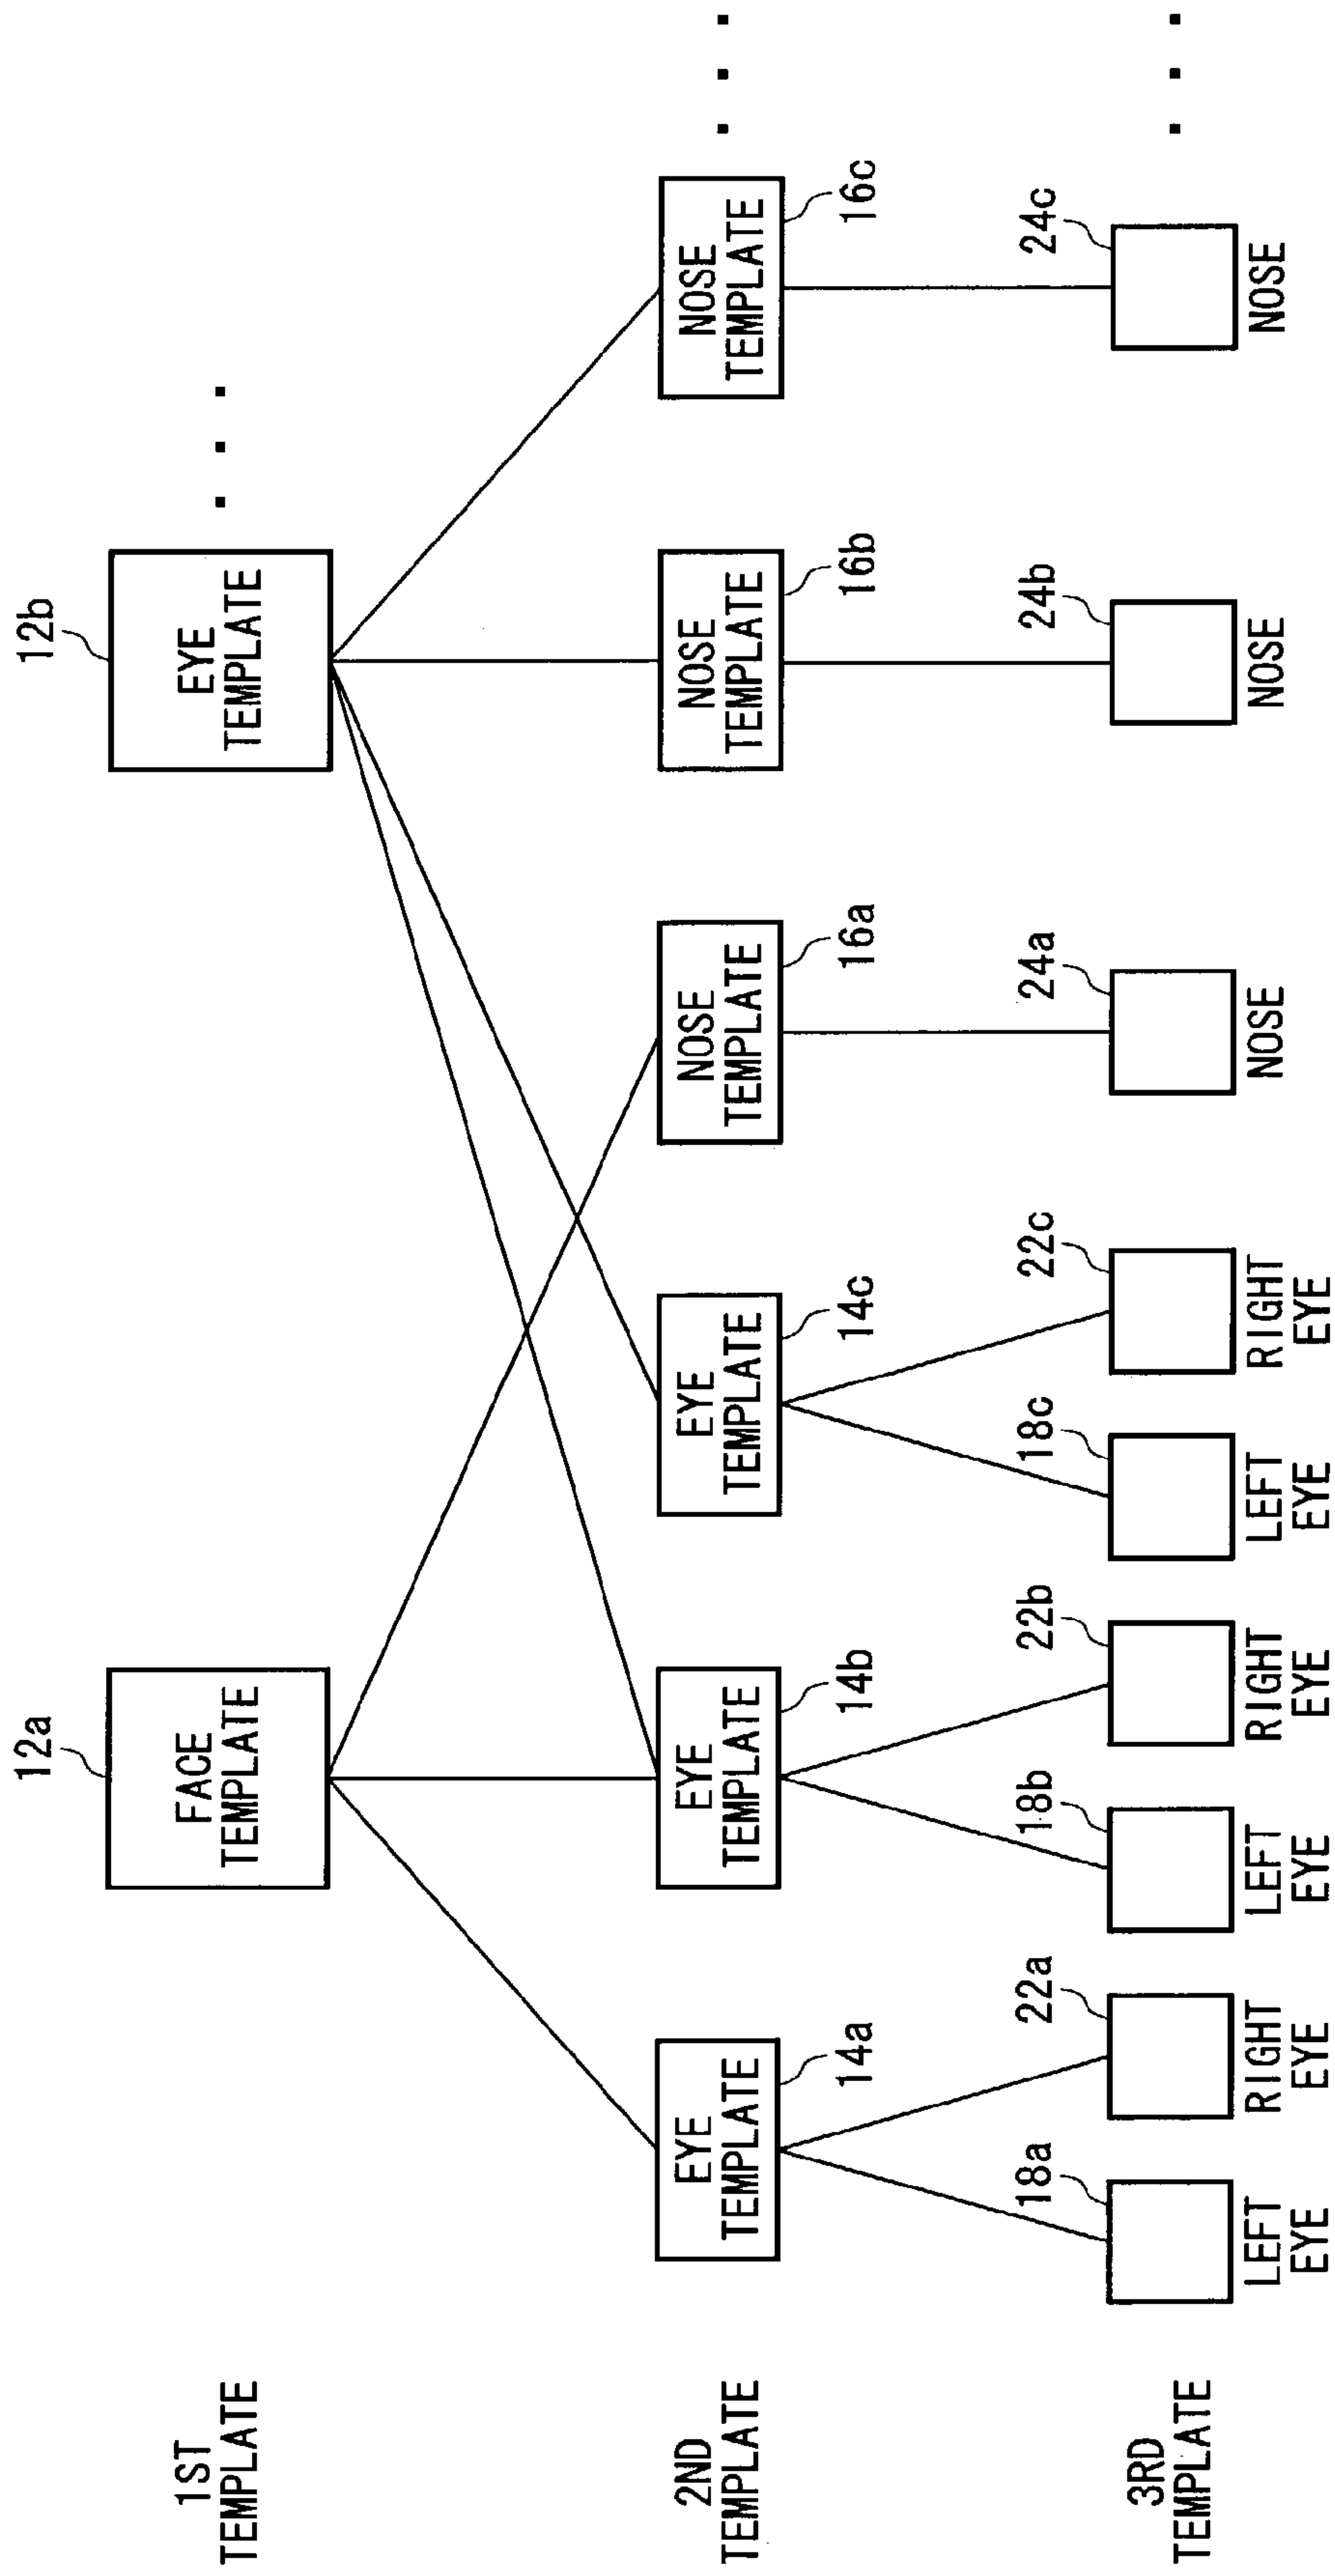 1ST
TEMPLATE
12a
FACE
TEMPLATE
12b
EYE
TEMPLATE
. . .
2ND
TEMPLATE
EYE
TEMPLATE
14a
EYE
TEMPLATE
14b
EYE
TEMPLATE
14c
NOSE
TEMPLATE
16a
NOSE
TEMPLATE
16b
NOSE
TEMPLATE
16c
. . .
3RD
TEMPLATE
18a
LEFT
EYE
22a
RIGHT
EYE
18b
LEFT
EYE
22b
RIGHT
EYE
18c
LEFT
EYE
22c
RIGHT
EYE
24a
NOSE
24b
NOSE
24c
NOSE
. . .